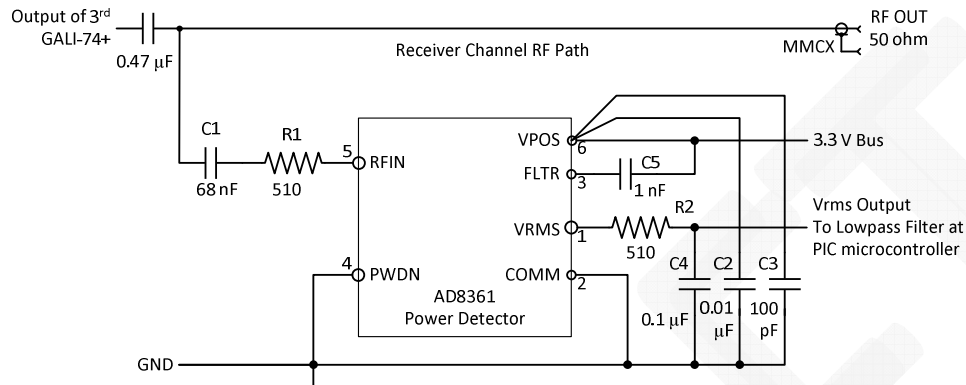 Output of 3rd
GALI-74+
0.47 μF
Receiver Channel RF Path
MMCX
RF OUT
50 ohm
C1
68 nF
R1
510
5
RFIN
4
PWDN
AD8361
Power Detector
VPOS
6
FLTR
3
VRMS
1
COMM
2
C5
1 nF
R2
510
3.3 V Bus
Vrms Output
To Lowpass Filter at
PIC microcontroller
C4
0.1 μF
C2
0.01
μF
C3
100
pF
GND